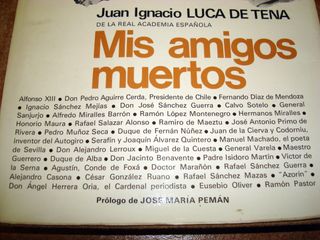 Juan Ignacio LUCA DE TENA
DE LA REAL ACADEMIA ESPAÑOLA
Mis amigos
muertos
Alfonso XIII ● Don Pedro Aguirre Cerda, Presidente de Chile ● Fernando Díaz de Mendoza
● Ignacio Sánchez Mejías ● Don José Sánchez Guerra ● Calvo Sotelo ● General
Sanjurjo ● Alfredo Miralles Barrón ● Ramón López Montenegro ● Hermanos Miralles ●
Honorio Maura ● Rafael Salazar Alonso ● Ramiro de Maeztu ● José Antonio Primo de
Rivera ● Pedro Muñoz Seca ● Duque de Fernán Núñez ● Juan de la Cierva y Codorníu,
inventor del Autogiro ● Serafín y Joaquín Álvarez Quintero ● Manuel Machado, el poeta
de Sevilla ● Don Alejandro Lerroux ● Miguel de la Cuesta ● General Varela ● Maestro
Guerrero ● Duque de Alba ● Don Jacinto Benavente ● Padre Isidoro Martín ● Víctor de
la Serna ● Agustín, Conde de Foxá ● Doctor Marañón ● Rafael Sánchez Guerra ●
Alejandro Casona ● César González Ruano ● Rafael Sánchez Mazas ● "Azorín" ●
Don Ángel Herrera Oria, el Cardenal periodista ● Eusebio Oliver ● Ramón Pastor
Prólogo de JOSÉ MARÍA PEMÁN